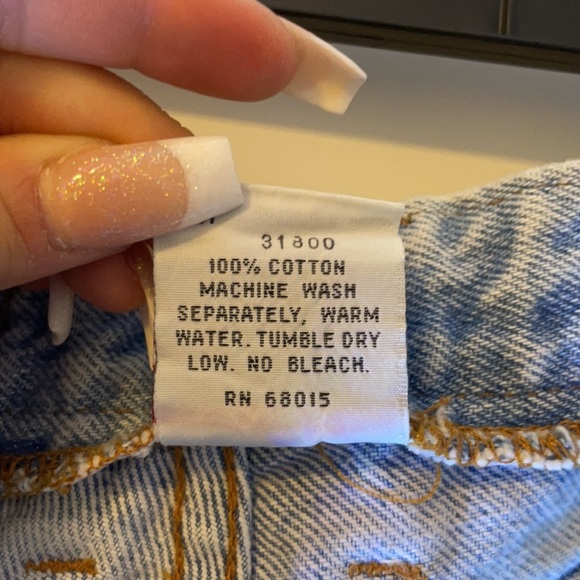 31800
100% COTTON
MACHINE WASH
SEPARATELY, WARM
WATER. TUMBLE DRY
LOW. NO BLEACH.
RN 68015